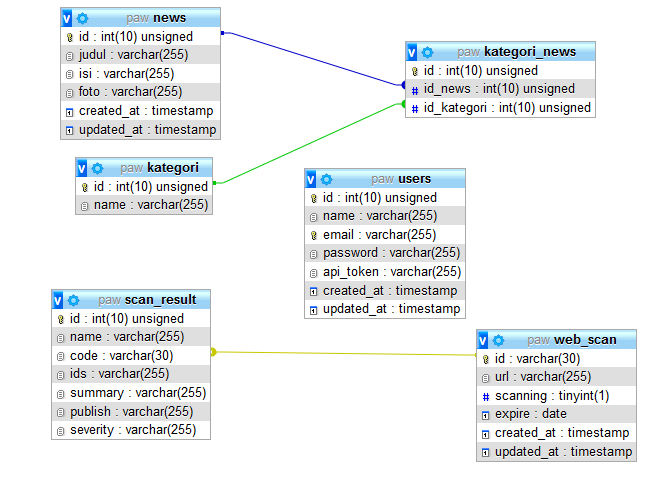 paw news
id : int(10) unsigned
judul : varchar(255)
isi : varchar(255)
foto : varchar(255)
created_at : timestamp
updated_at : timestamp
paw kategori_news
id : int(10) unsigned
id_news : int(10) unsigned
id_kategori : int(10) unsigned
paw kategori
id : int(10) unsigned
name : varchar(255)
paw users
id : int(10) unsigned
name : varchar(255)
email : varchar(255)
password : varchar(255)
api_token : varchar(255)
created_at : timestamp
updated_at : timestamp
paw scan_result
id : int(10) unsigned
name : varchar(255)
code : varchar(30)
ids : varchar(255)
summary : varchar(255)
publish : varchar(255)
severity : varchar(255)
paw web_scan
id : varchar(30)
url : varchar(255)
# scanning : tinyint(1)
expire : date
created_at : timestamp
updated_at : timestamp